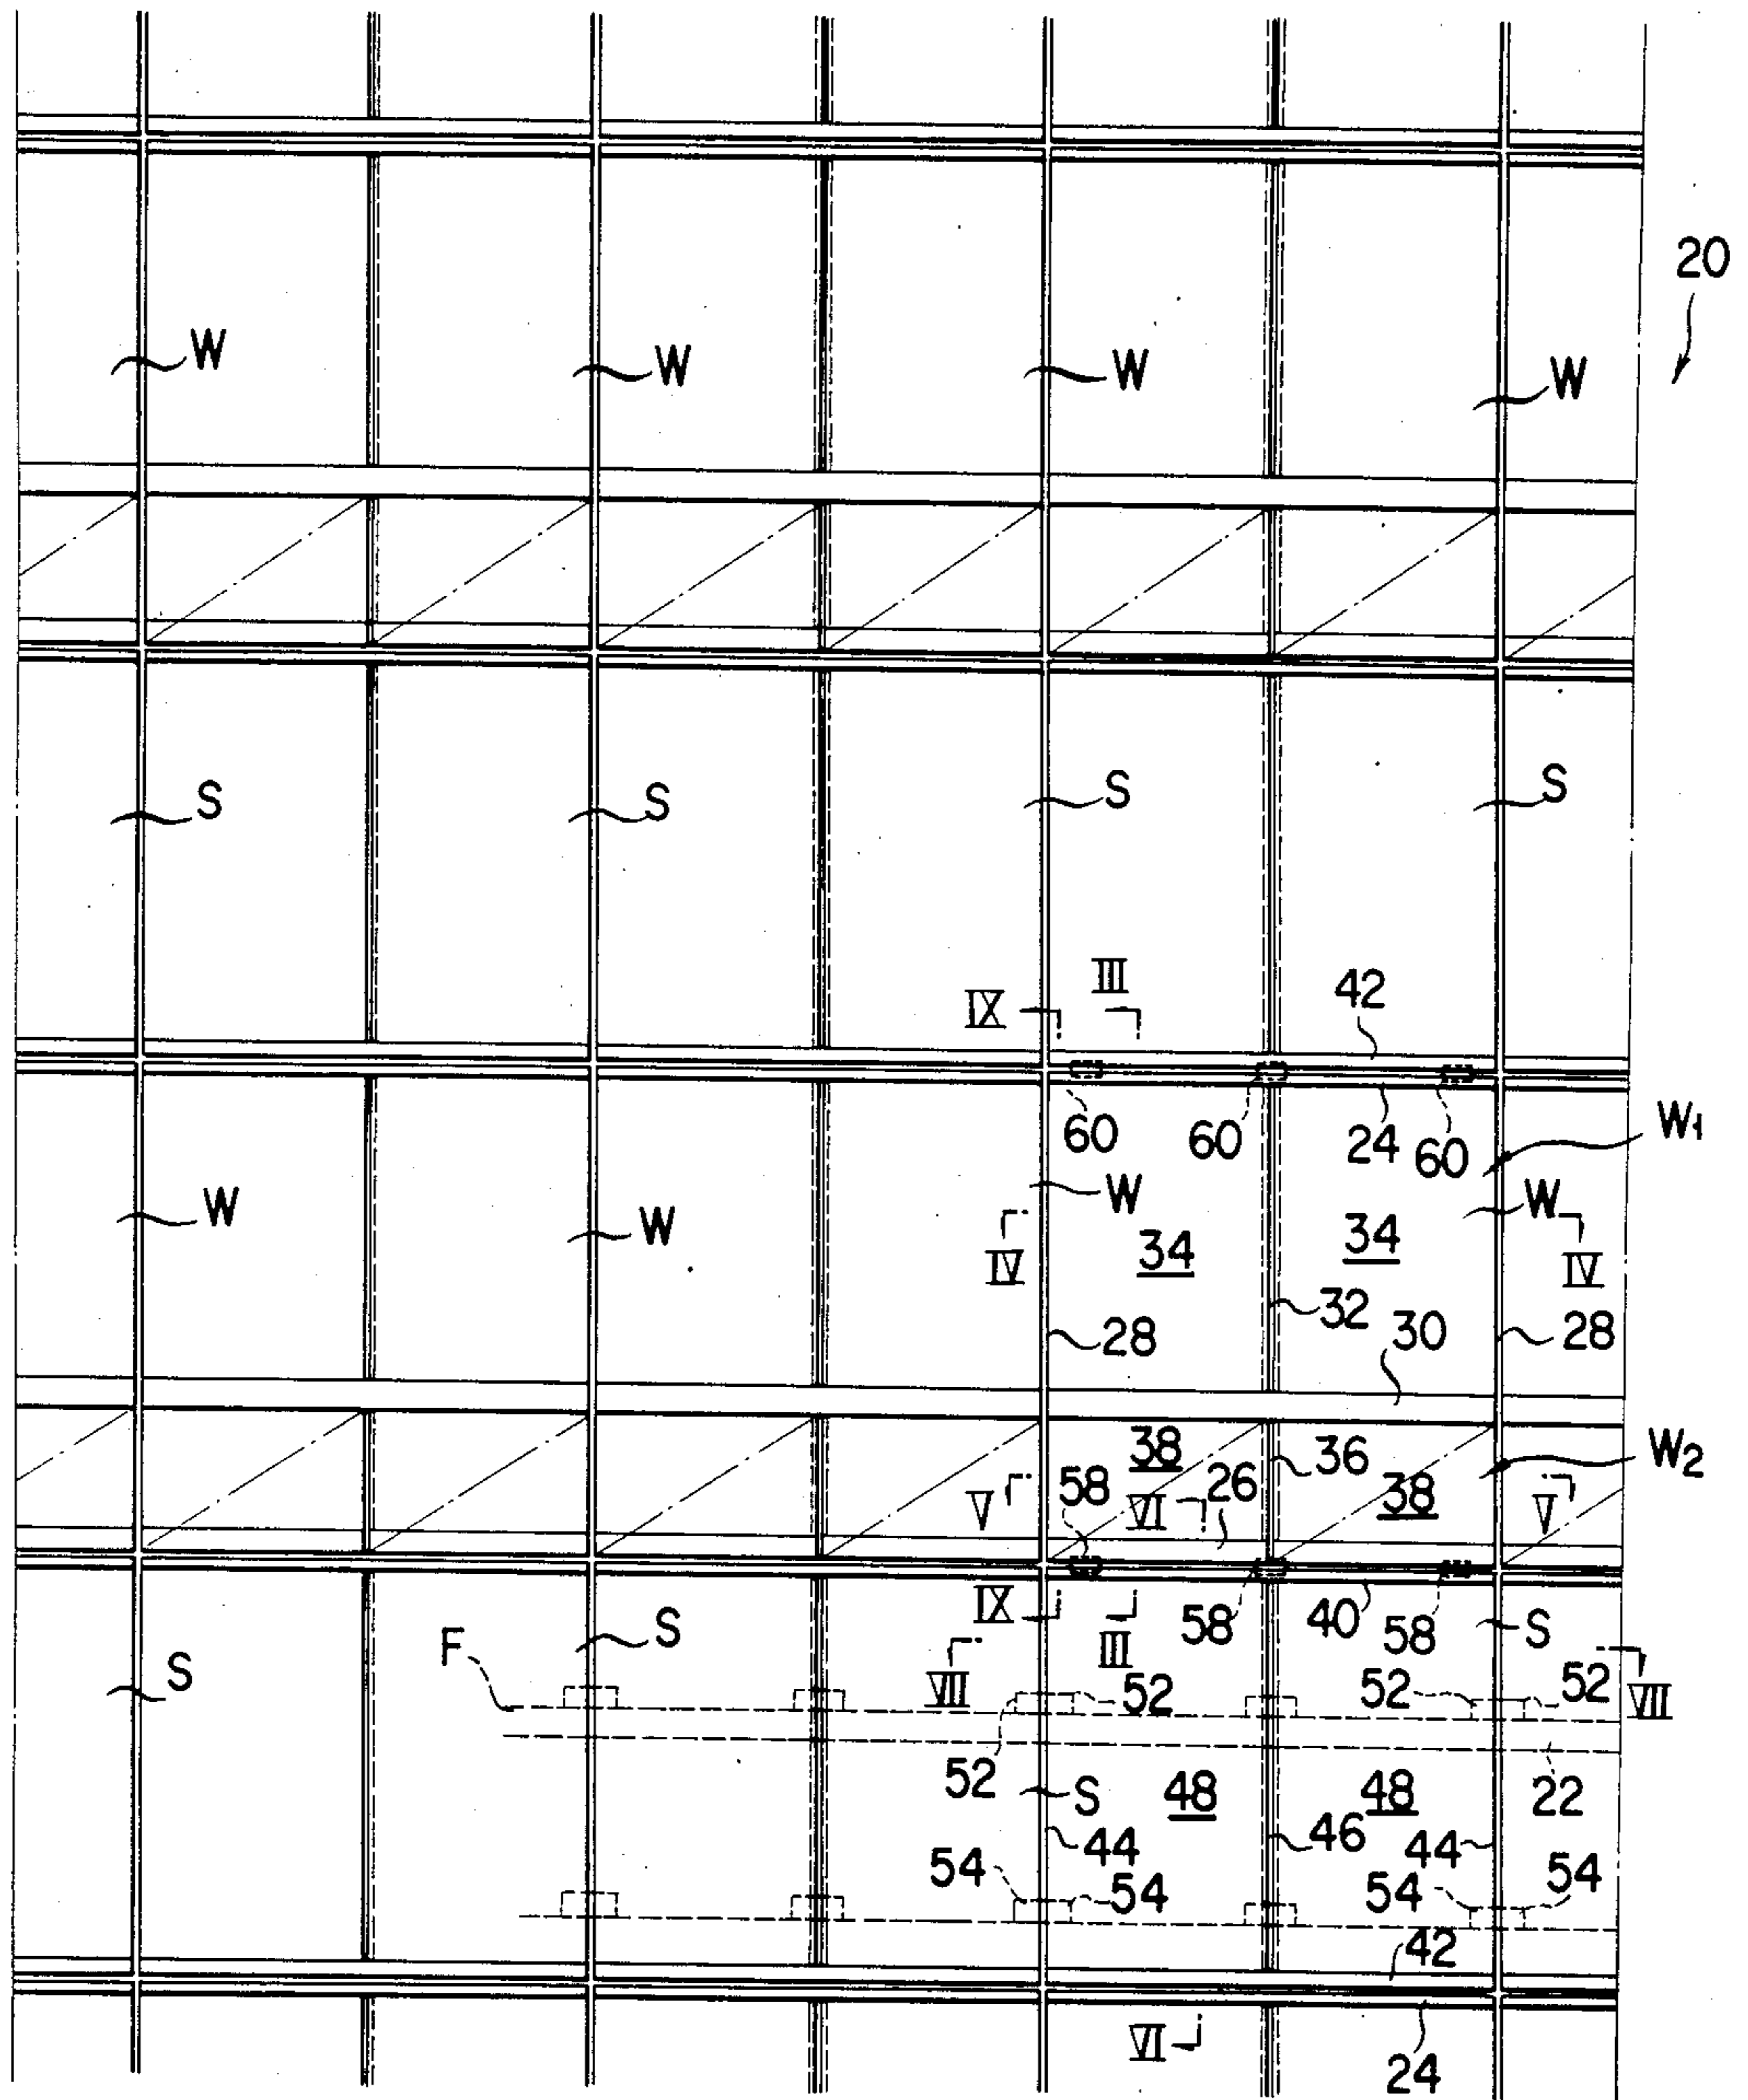 20
W W W W
S S S S
III
IX 42
60 60 24 60 W1
W W W W
34 34
IV IV
32
28 30 28
38 36 W2
58 26 38
V VI V
IX 58 40 58 S
F S III
S VII 52 52 52 VII
52 S 48 48 22
44 46 44
54 54 54 54
42
VI 24